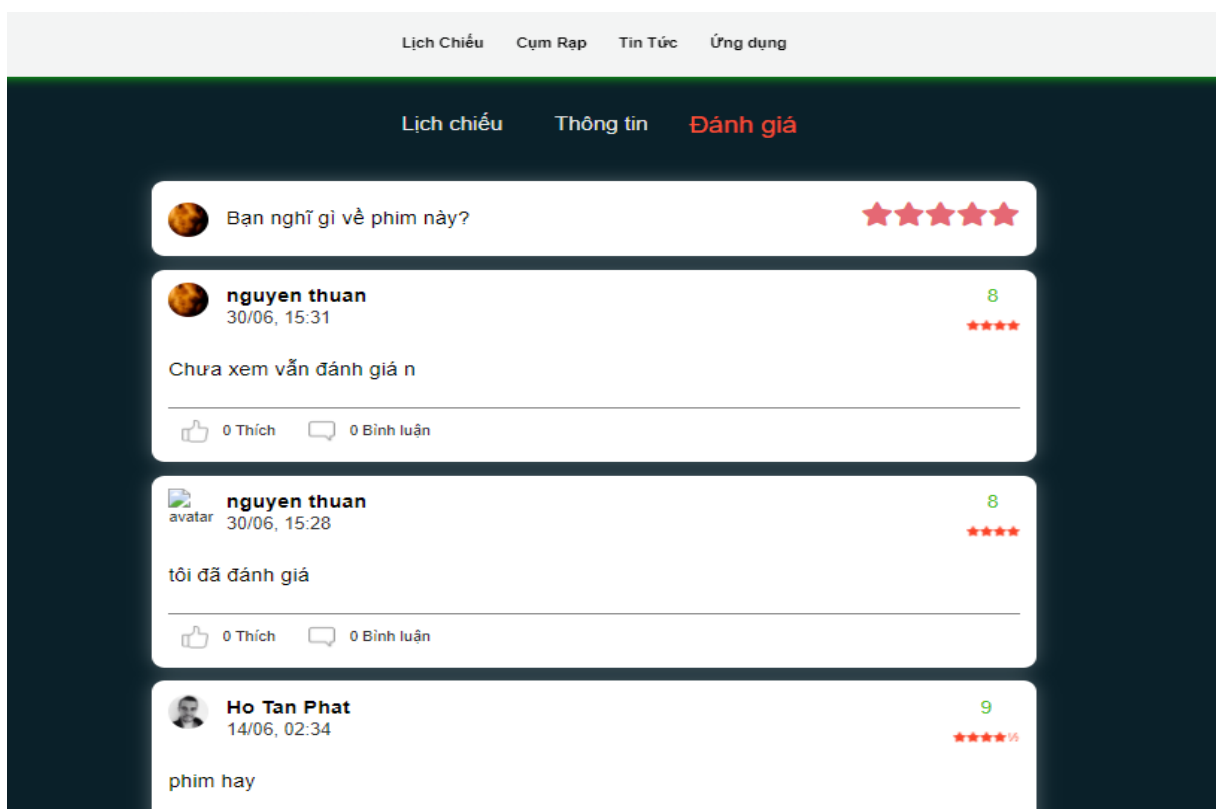 Lịch Chiếu Cụm Rạp Tin Tức Ứng dụng
Lịch chiếu Thông tin Đánh giá
Bạn nghĩ gì về phim này?
nguyen thuan 8
30/06, 15:31
Chưa xem vẫn đánh giá n
0 Thích 0 Bình luận
nguyen thuan 8
avatar 30/06, 15:28
tôi đã đánh giá
0 Thích 0 Bình luận
Ho Tan Phat 9
14/06, 02:34 ½
phim hay